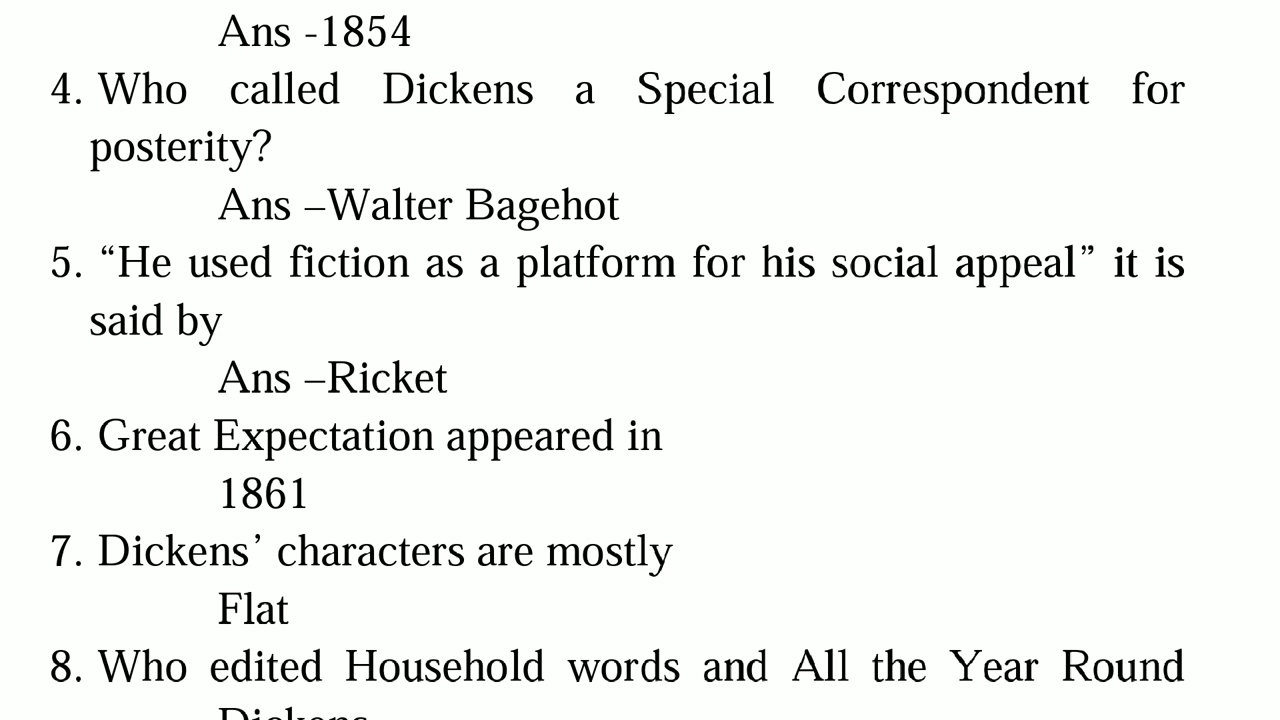 Ans -1854
4. Who called Dickens a Special Correspondent for
posterity?
Ans –Walter Bagehot
5. “He used fiction as a platform for his social appeal” it is
said by
Ans –Ricket
6. Great Expectation appeared in
1861
7. Dickens’ characters are mostly
Flat
8. Who edited Household words and All the Year Round
Dickens